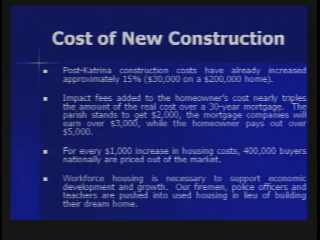 Cost of New Construction
Post-Katrina construction costs have already increased
approximately 15% ($30,000 on a $200,000 home).
Impact fees added to the homeowner's cost nearly triples
the amount of the real cost over a 30-year mortgage. The
parish stands to get $2,000, the mortgage companies will
earn over $3,000, while the homeowner pays out over
$5,000.
For every $1,000 increase in housing costs, 400,000 buyers
nationally are priced out of the market.
Workforce housing is necessary to support economic
development and growth. Our firemen, police officers and
teachers are pushed into used housing in lieu of building
their dream home.